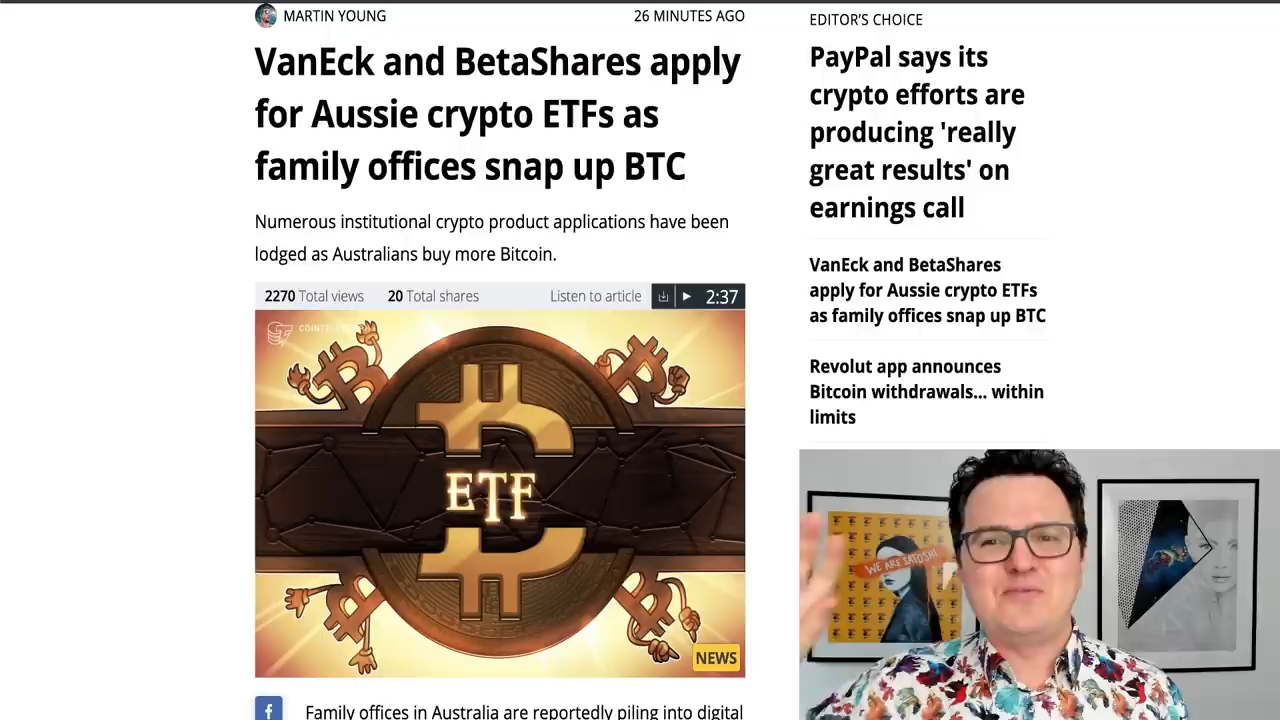 MARTIN YOUNG
26 MINUTES AGO
VanEck and BetaShares apply
for Aussie crypto ETFs as
family offices snap up BTC
Numerous institutional crypto product applications have been
lodged as Australians buy more Bitcoin.
2270 Total views
20 Total shares
Listen to article
2:37
ETF
NEWS
f
Family offices in Australia are reportedly piling into digital
EDITOR'S CHOICE
PayPal says its
crypto efforts are
producing 'really
great results' on
earnings call
VanEck and BetaShares
apply for Aussie crypto ETFs
as family offices snap up BTC
Revolut app announces
Bitcoin withdrawals... within
limits
WE ARE SATOSHI